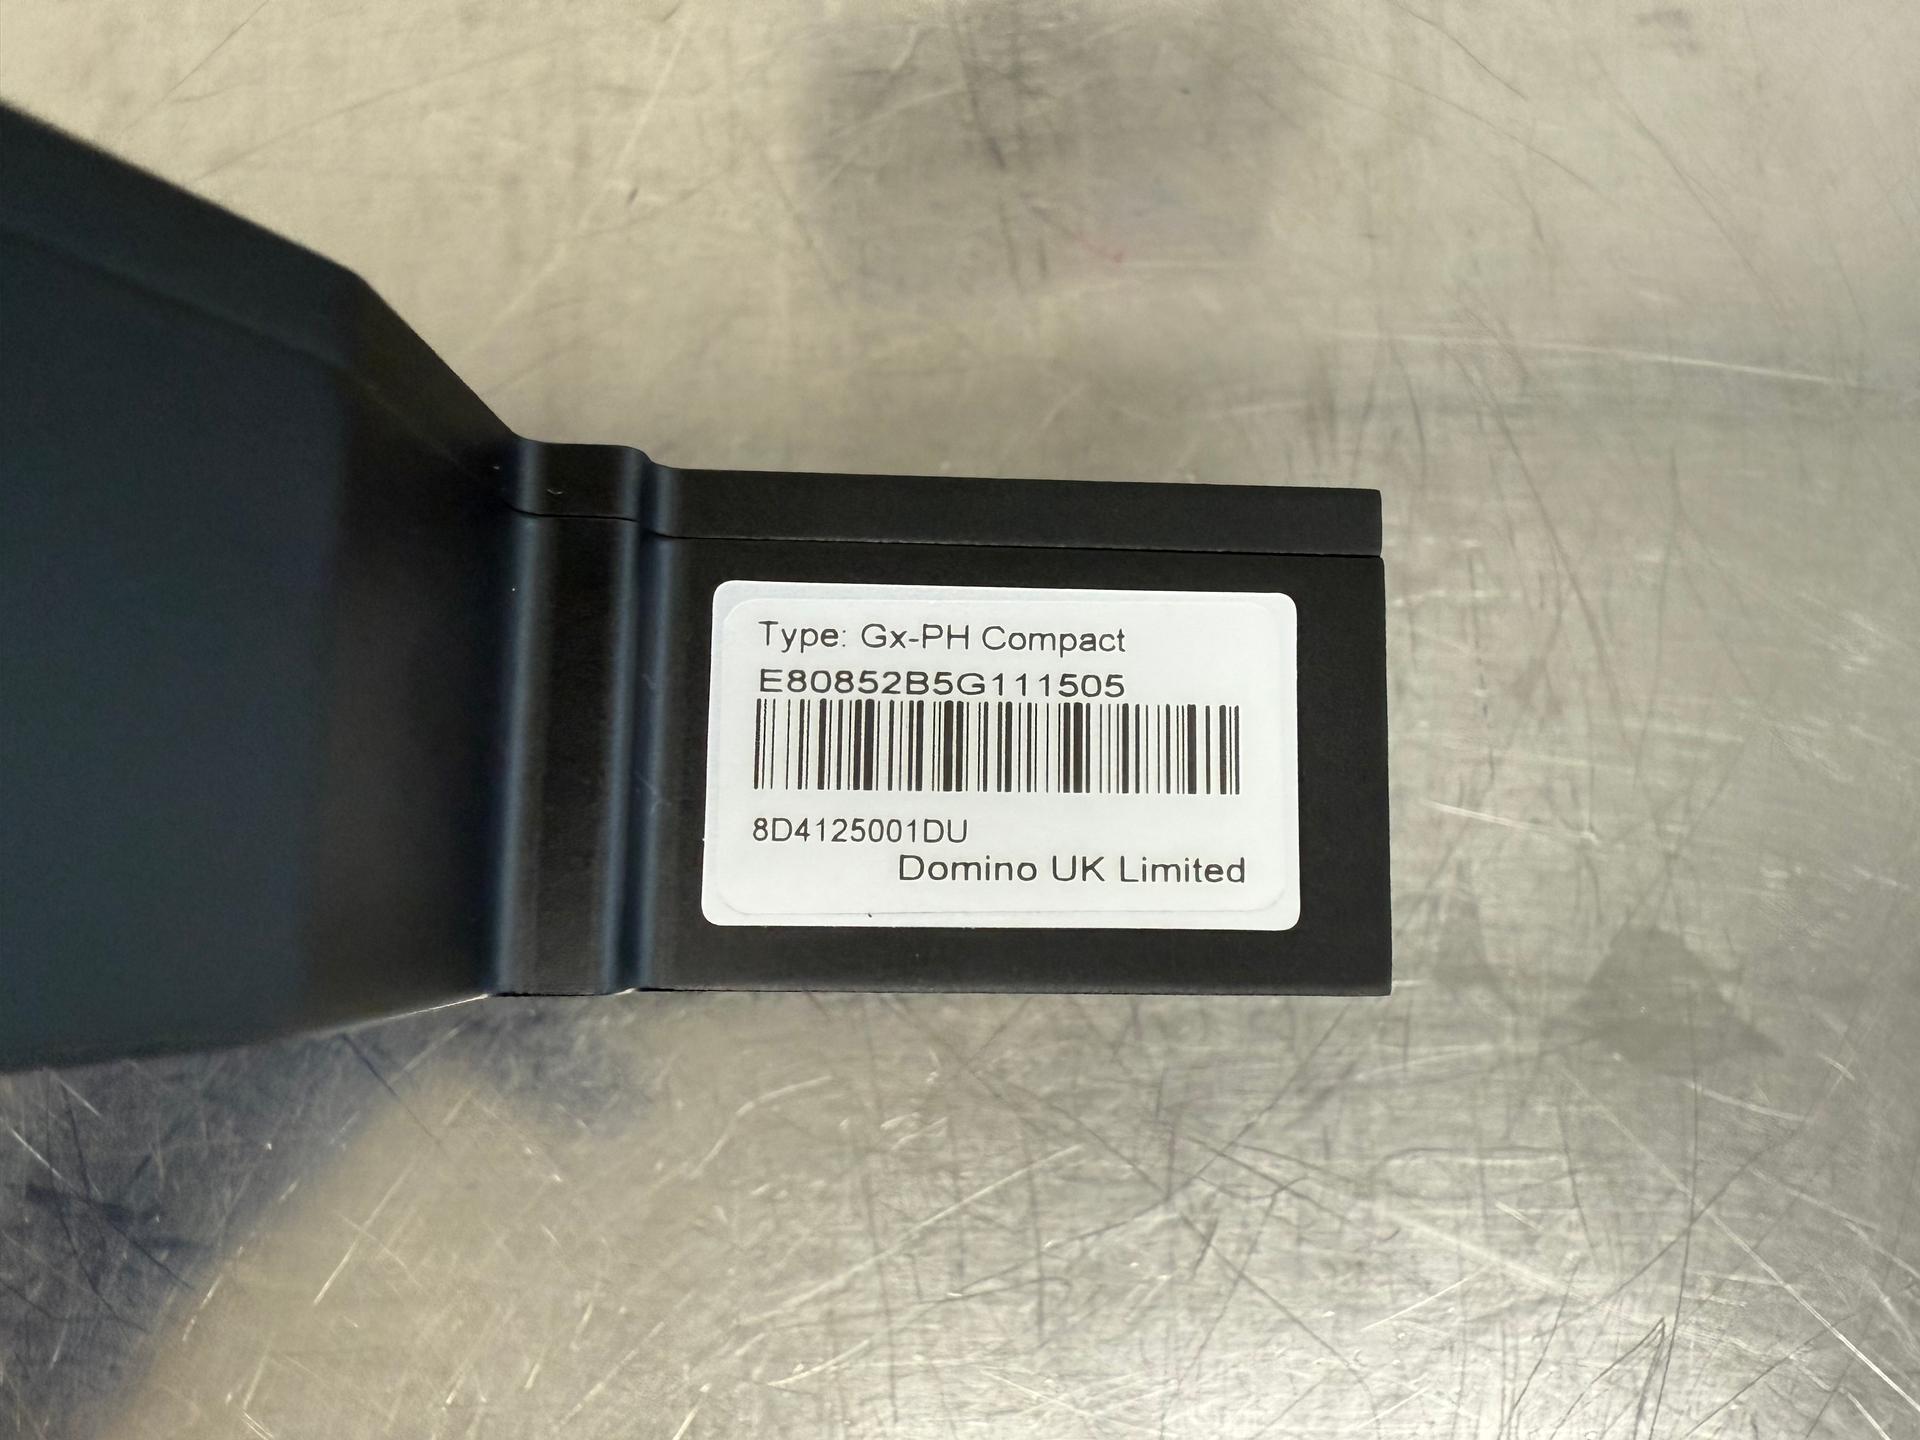 Type: Gx-PH Compact
E80852B5G111505
8D4125001DU
Domino UK Limited